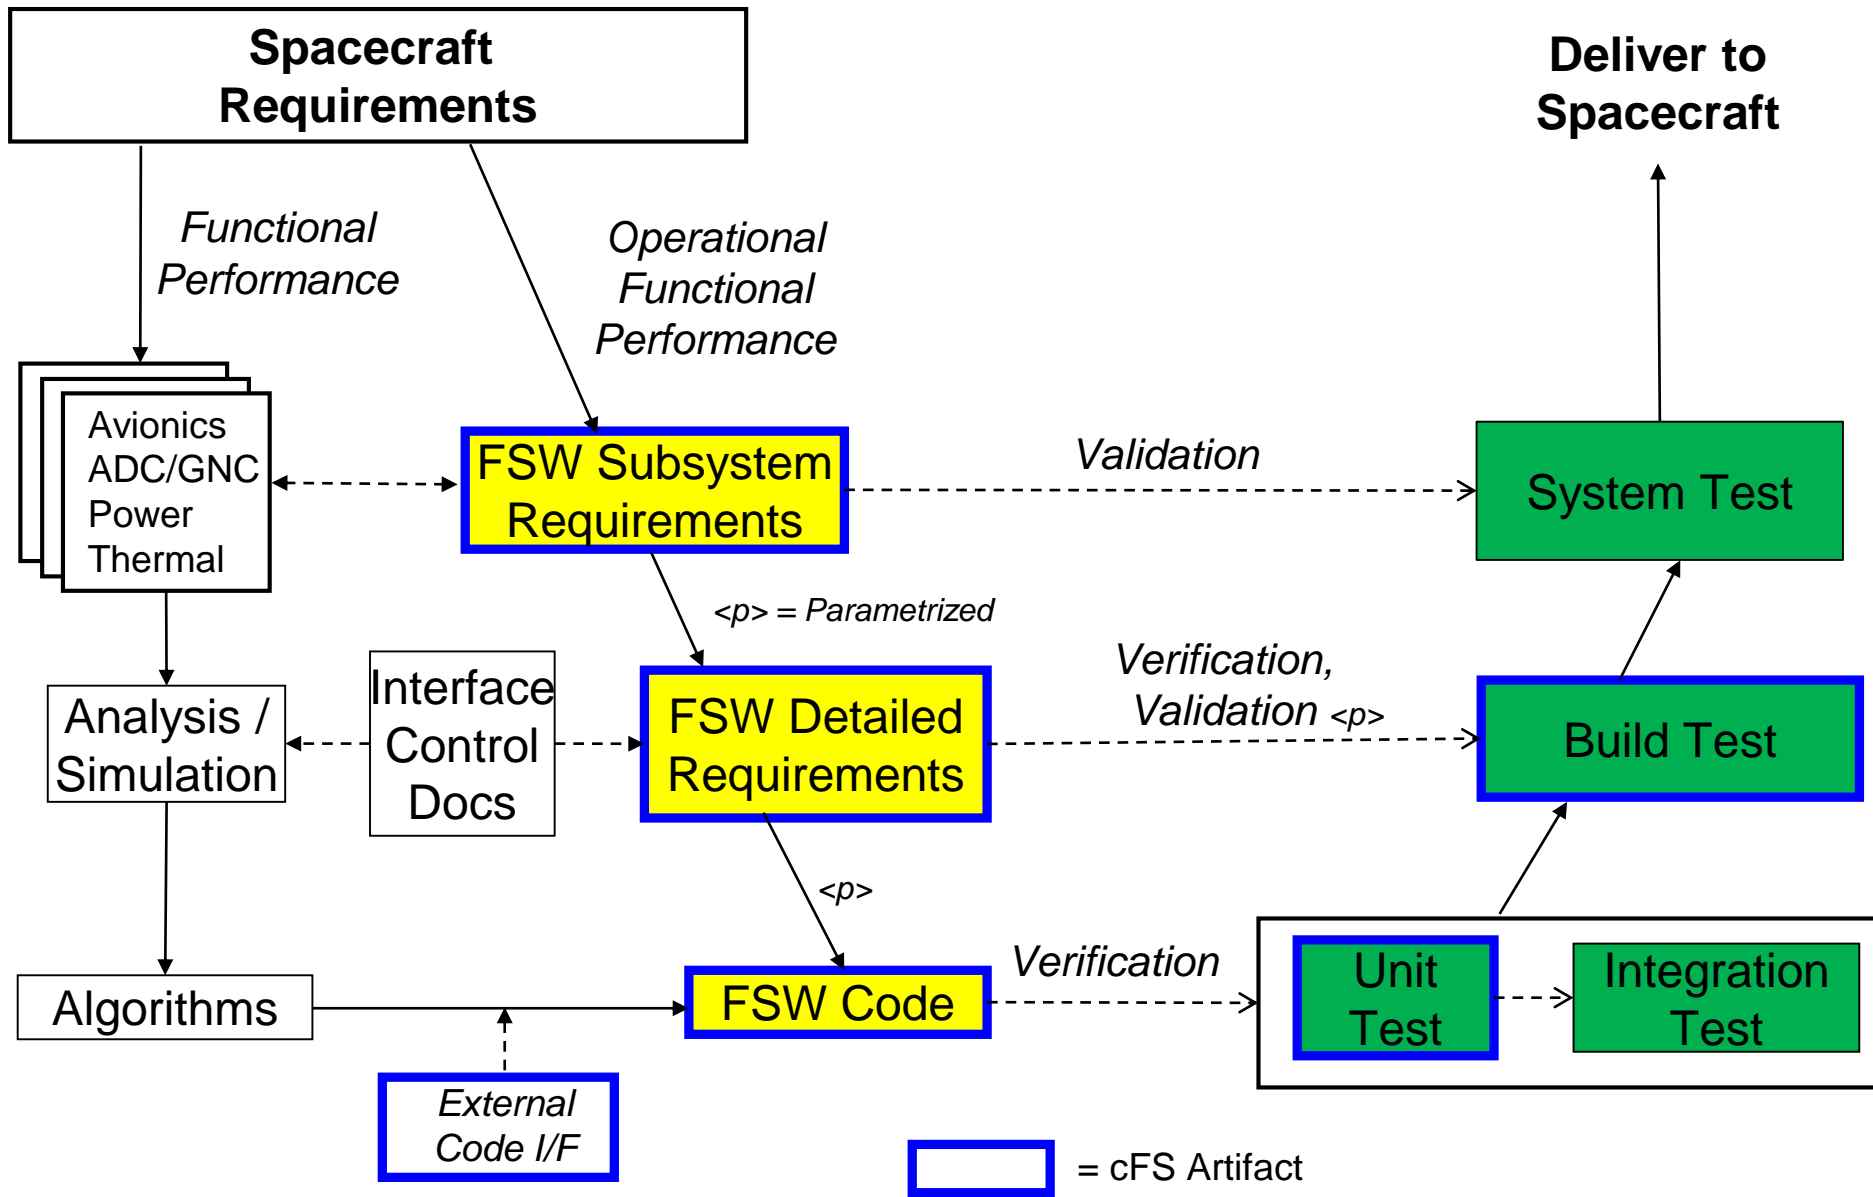 Spacecraft
Requirements
Deliver to
Spacecraft
Functional
Performance
Operational
Functional
Performance
Avionics
ADC/GNC
Power
Thermal
FSW Subsystem
Requirements
Validation
System Test
<p> = Parametrized
Analysis /
Simulation
Interface
Control
Docs
FSW Detailed
Requirements
Verification,
Validation <p>
Build Test
<p>
Algorithms
FSW Code
Verification
Unit
Test
Integration
Test
External
Code I/F
= cFS Artifact